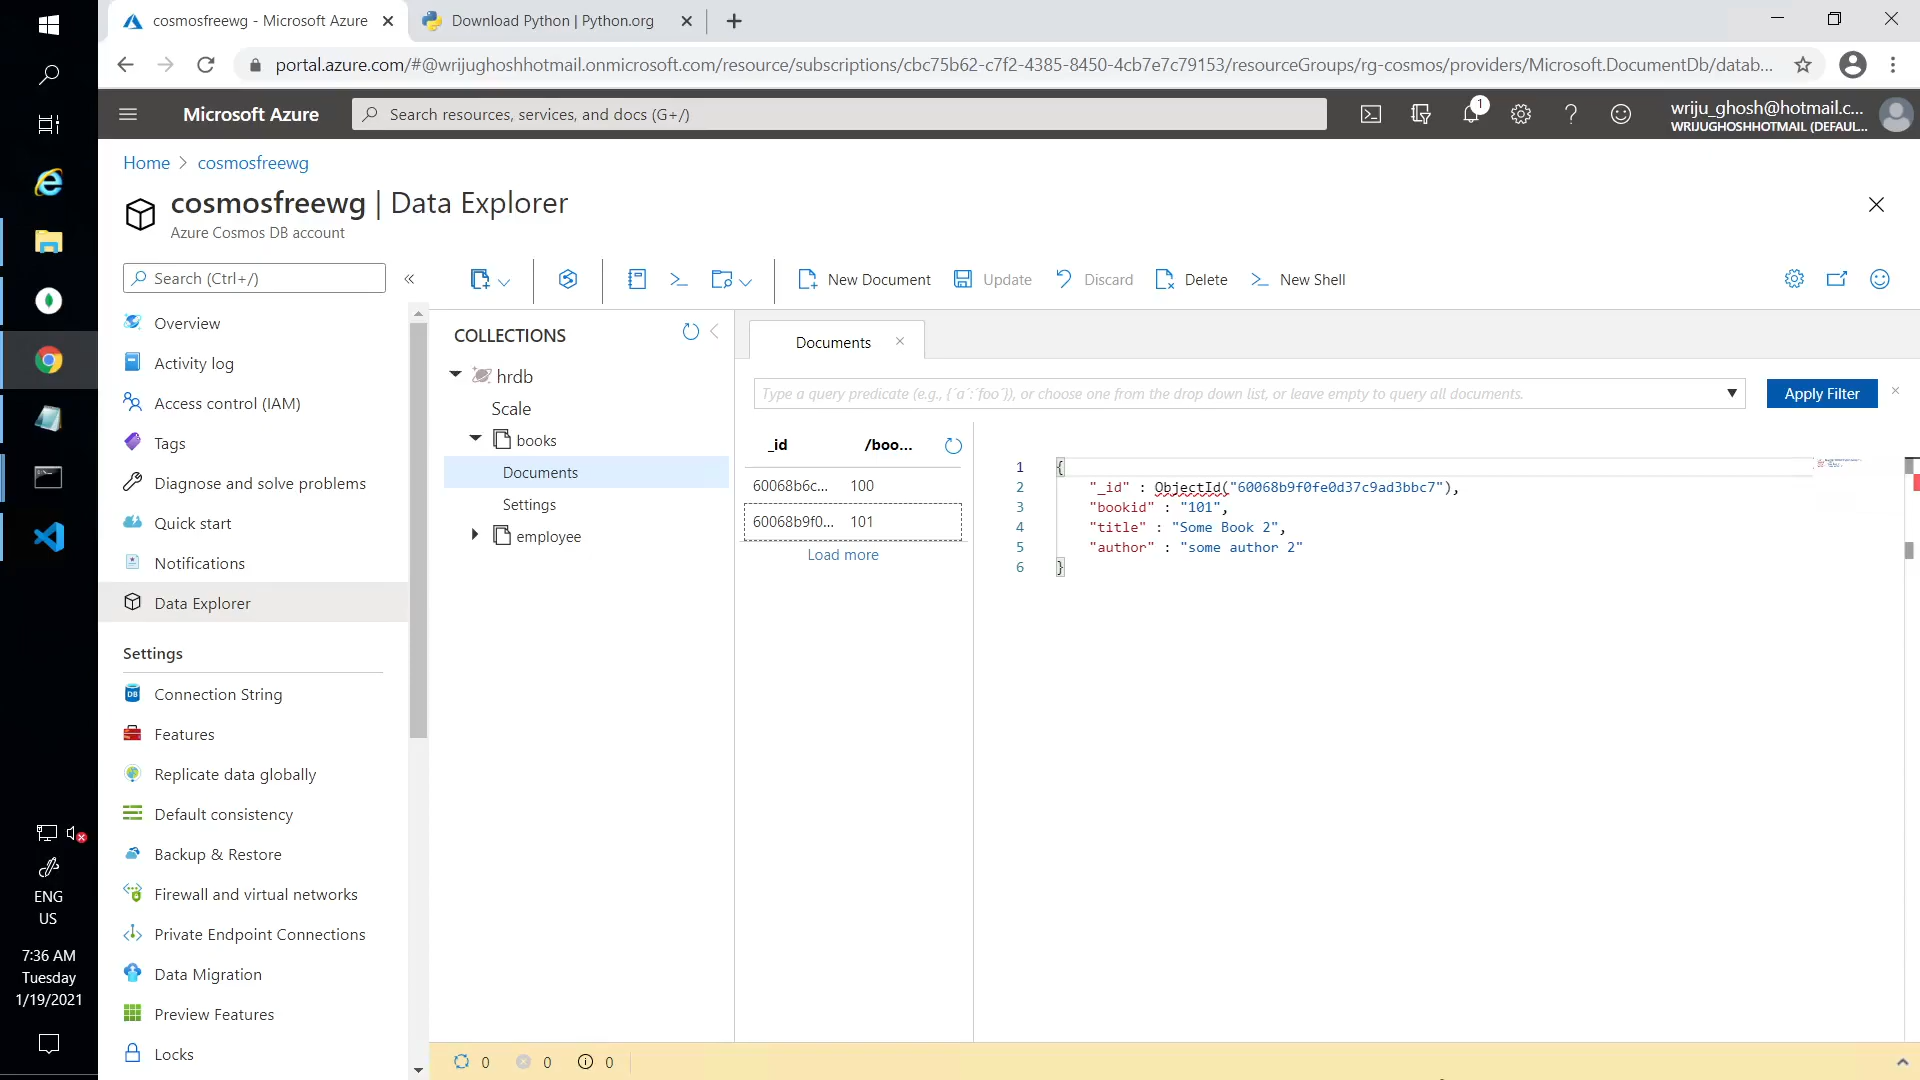 cosmosfreewg - Microsoft Azure
Download Python | Python.org
portal.azure.com/#@wrijughoshhotmail.onmicrosoft.com/resource/subscriptions/cbc75b62-c7f2-4385-8450-4cb7e7c79153/resourceGroups/rg-cosmos/providers/Microsoft.DocumentDb/datab...
Microsoft Azure
Search resources, services, and docs (G+/)
1
wriju_ghosh@hotmail.c...
WRIJUGHOSHHOTMAIL (DEFAUL...
Home > cosmosfreewg
cosmosfreewg | Data Explorer
Azure Cosmos DB account
Search (Ctrl+/)
«
New Document
Update
Discard
Delete
New Shell
Overview
Activity log
Access control (IAM)
Tags
Diagnose and solve problems
Quick start
Notifications
Data Explorer
Settings
Connection String
Features
Replicate data globally
Default consistency
Backup & Restore
Firewall and virtual networks
Private Endpoint Connections
Data Migration
Preview Features
Locks
COLLECTIONS
hrdb
Scale
books
Documents
Settings
employee
Documents
Type a query predicate (e.g., {´a´:´foo´}), or choose one from the drop down list, or leave empty to query all documents.
Apply Filter
_id /boo...
60068b6c... 100
60068b9f0... 101
Load more
1 {
2 "_id" : ObjectId("60068b9f0fe0d37c9ad3bbc7"),
3 "bookid" : "101",
4 "title" : "Some Book 2",
5 "author" : "some author 2"
6 }
0 0 0
ENG
US
7:36 AM
Tuesday
1/19/2021